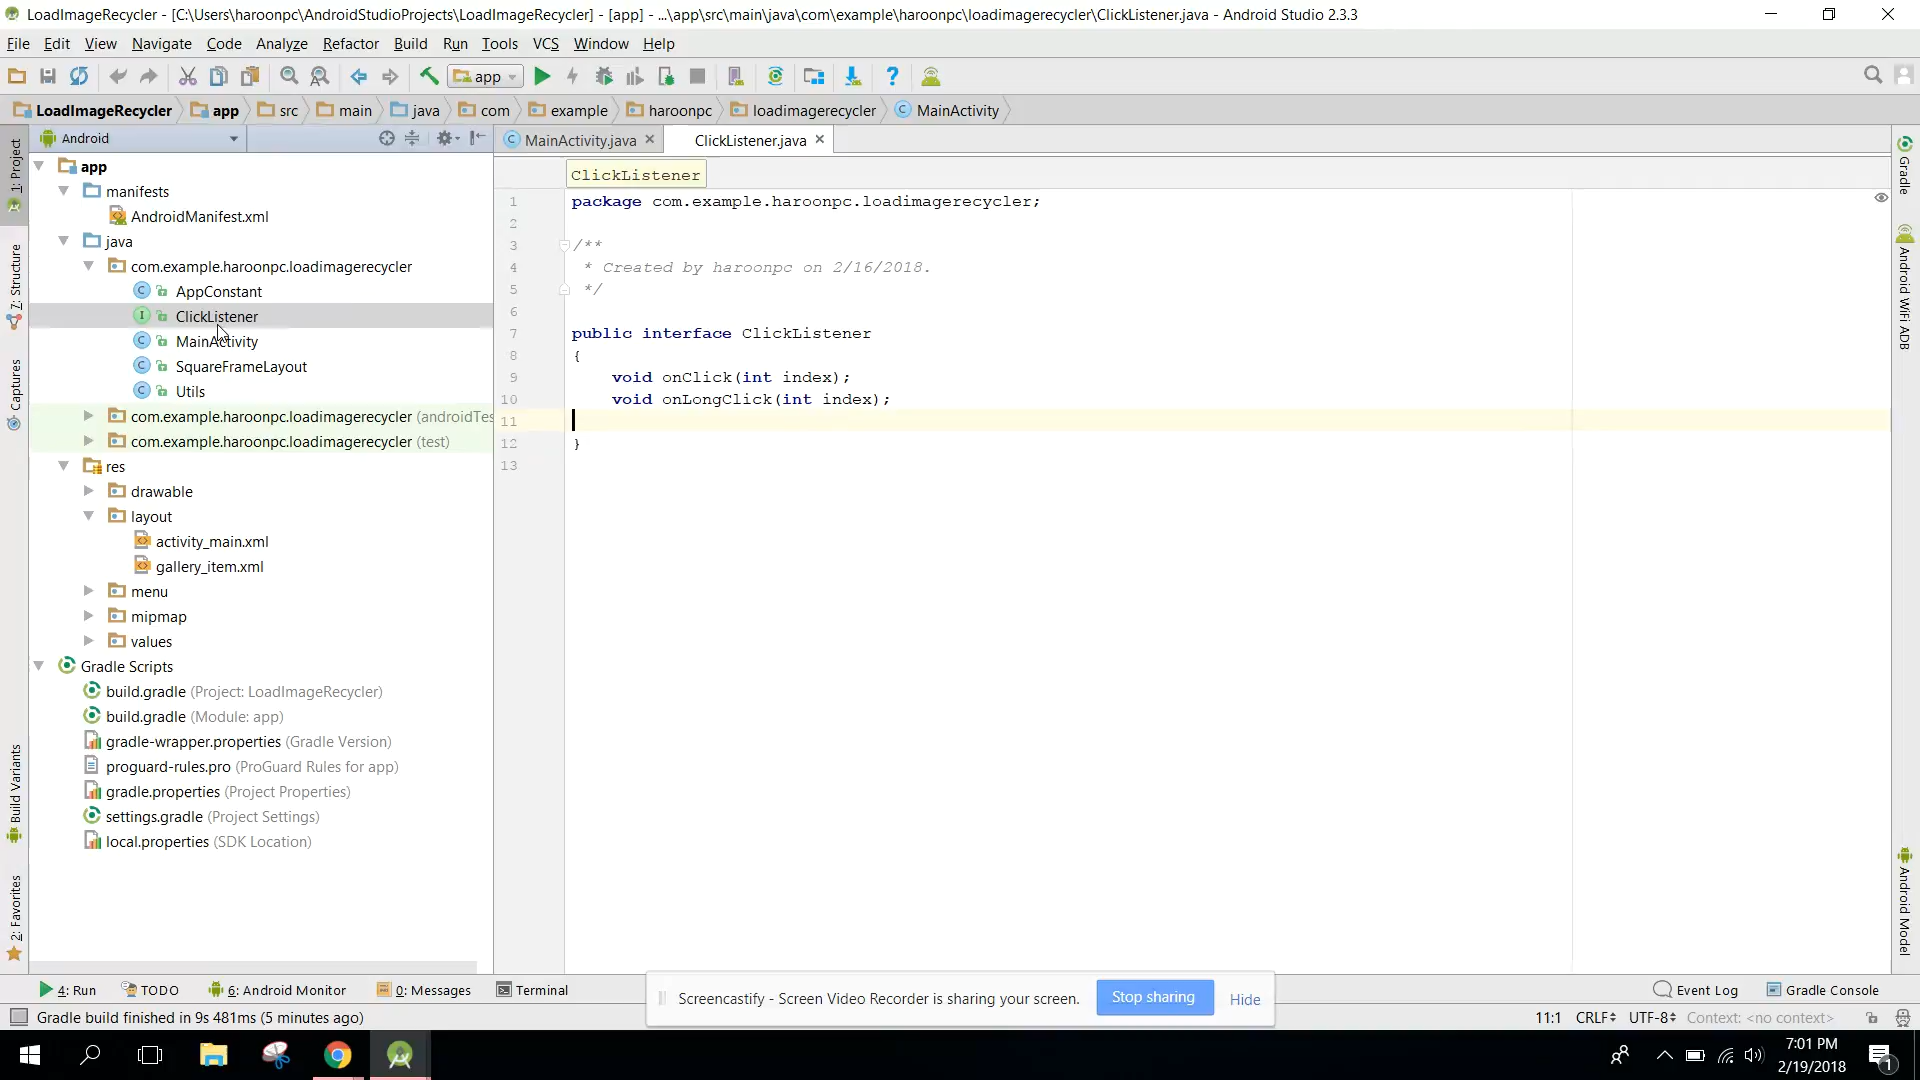 LoadImageRecycler - [C:\Users\haroonpc\AndroidStudioProjects\LoadImageRecycler] - [app] - ...\app\src\main\java\com\example\haroonpc\loadimagerecycler\ClickListener.java - Android Studio 2.3.3
File Edit View Navigate Code Analyze Refactor Build Run Tools VCS Window Help
app
LoadImageRecycler app src main java com example haroonpc loadimagerecycler MainActivity
Android
MainActivity.java ClickListener.java
ClickListener
1: Project
7: Structure
Captures
Build Variants
2: Favorites
app
manifests
AndroidManifest.xml
java
com.example.haroonpc.loadimagerecycler
AppConstant
ClickListener
MainActivity
SquareFrameLayout
Utils
com.example.haroonpc.loadimagerecycler (androidTes
com.example.haroonpc.loadimagerecycler (test)
res
drawable
layout
activity_main.xml
gallery_item.xml
menu
mipmap
values
Gradle Scripts
build.gradle (Project: LoadImageRecycler)
build.gradle (Module: app)
gradle-wrapper.properties (Gradle Version)
proguard-rules.pro (ProGuard Rules for app)
gradle.properties (Project Properties)
settings.gradle (Project Settings)
local.properties (SDK Location)
1 package com.example.haroonpc.loadimagerecycler;
2
3 /**
4 * Created by haroonpc on 2/16/2018.
5 */
6
7 public interface ClickListener
8 {
9 void onClick(int index);
10 void onLongClick(int index);
11
12 }
13
Gradle
Android WiFi ADB
Android Model
4: Run TODO 6: Android Monitor 0: Messages Terminal
Event Log Gradle Console
Screencastify - Screen Video Recorder is sharing your screen. Stop sharing Hide
Gradle build finished in 9s 481ms (5 minutes ago)
11:1 CRLF UTF-8 Context: <no context>
7:01 PM
2/19/2018
1